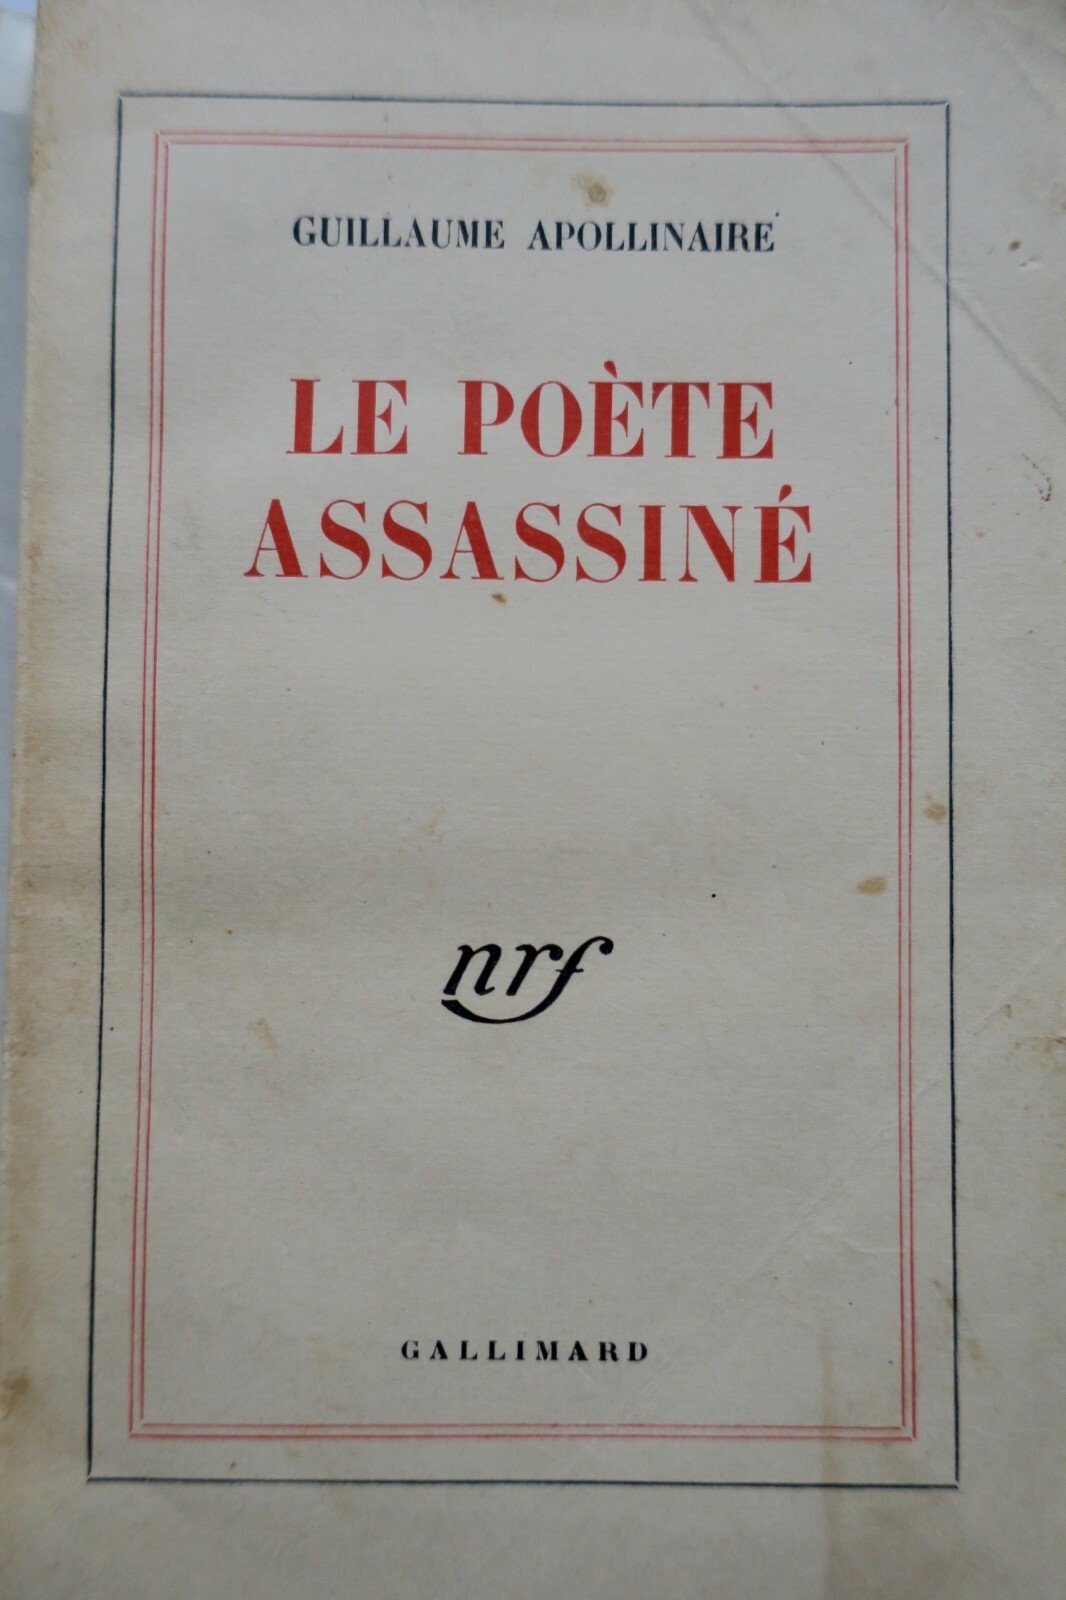 GUILLAUME APOLLINAIRE
LE POÈTE
ASSASSINÉ
nrf
GALLIMARD